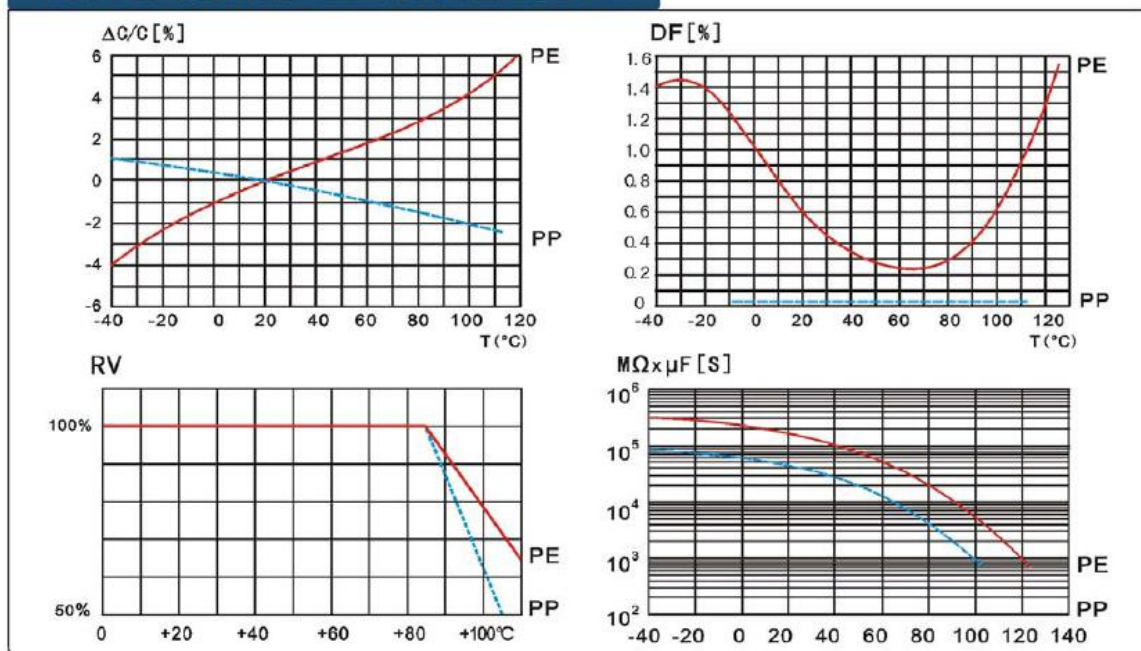 ΔC/C[%]
6
4
2
0
-2
-4
-6
-40 -20 0 20 40 60 80 100 120
T(°C)
PE
PP
DF[%]
1.6
1.4
1.2
1.0
0.8
0.6
0.4
0.2
0
-40 -20 0 20 40 60 80 100 120
T(°C)
PE
PP
RV
100%
50%
0 +20 +40 +60 +80 +100℃
PE
PP
MΩxμF[S]
10⁶
10⁵
10⁴
10³
10²
-40 -20 0 20 40 60 80 100 120 140
PE
PP